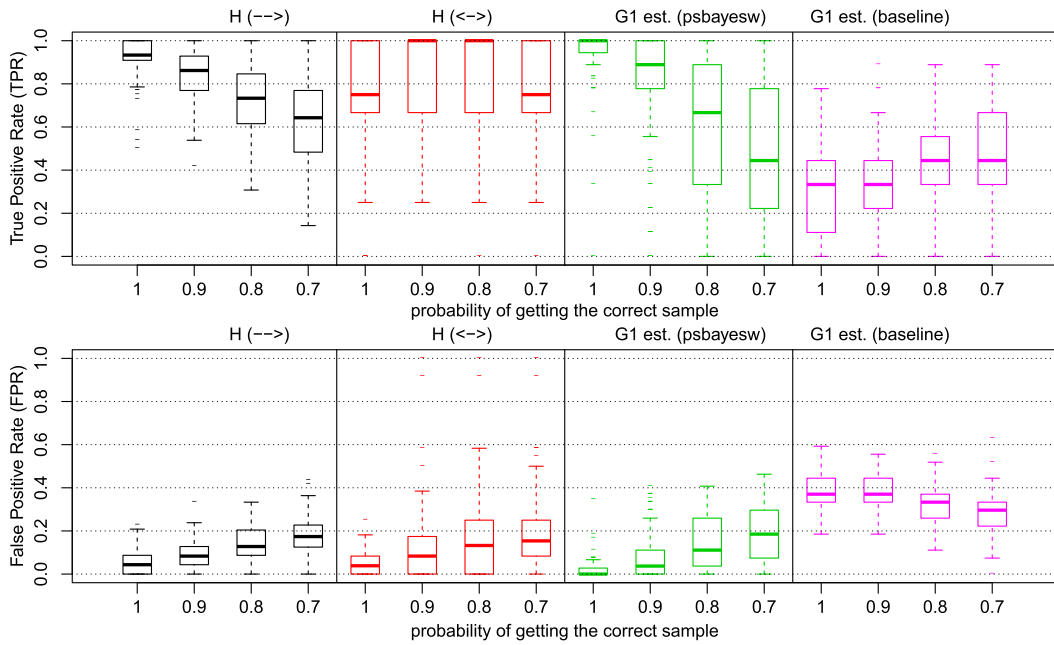 H (−−>) H (<−>) G1 est. (psbayesw) G1 est. (baseline)
True Positive Rate (TPR)
1.0
0.8
0.6
0.4
0.2
0.0
1 0.9 0.8 0.7 1 0.9 0.8 0.7 1 0.9 0.8 0.7 1 0.9 0.8 0.7
probability of getting the correct sample
H (−−>) H (<−>) G1 est. (psbayesw) G1 est. (baseline)
False Positive Rate (FPR)
1.0
0.8
0.6
0.4
0.2
0.0
1 0.9 0.8 0.7 1 0.9 0.8 0.7 1 0.9 0.8 0.7 1 0.9 0.8 0.7
probability of getting the correct sample